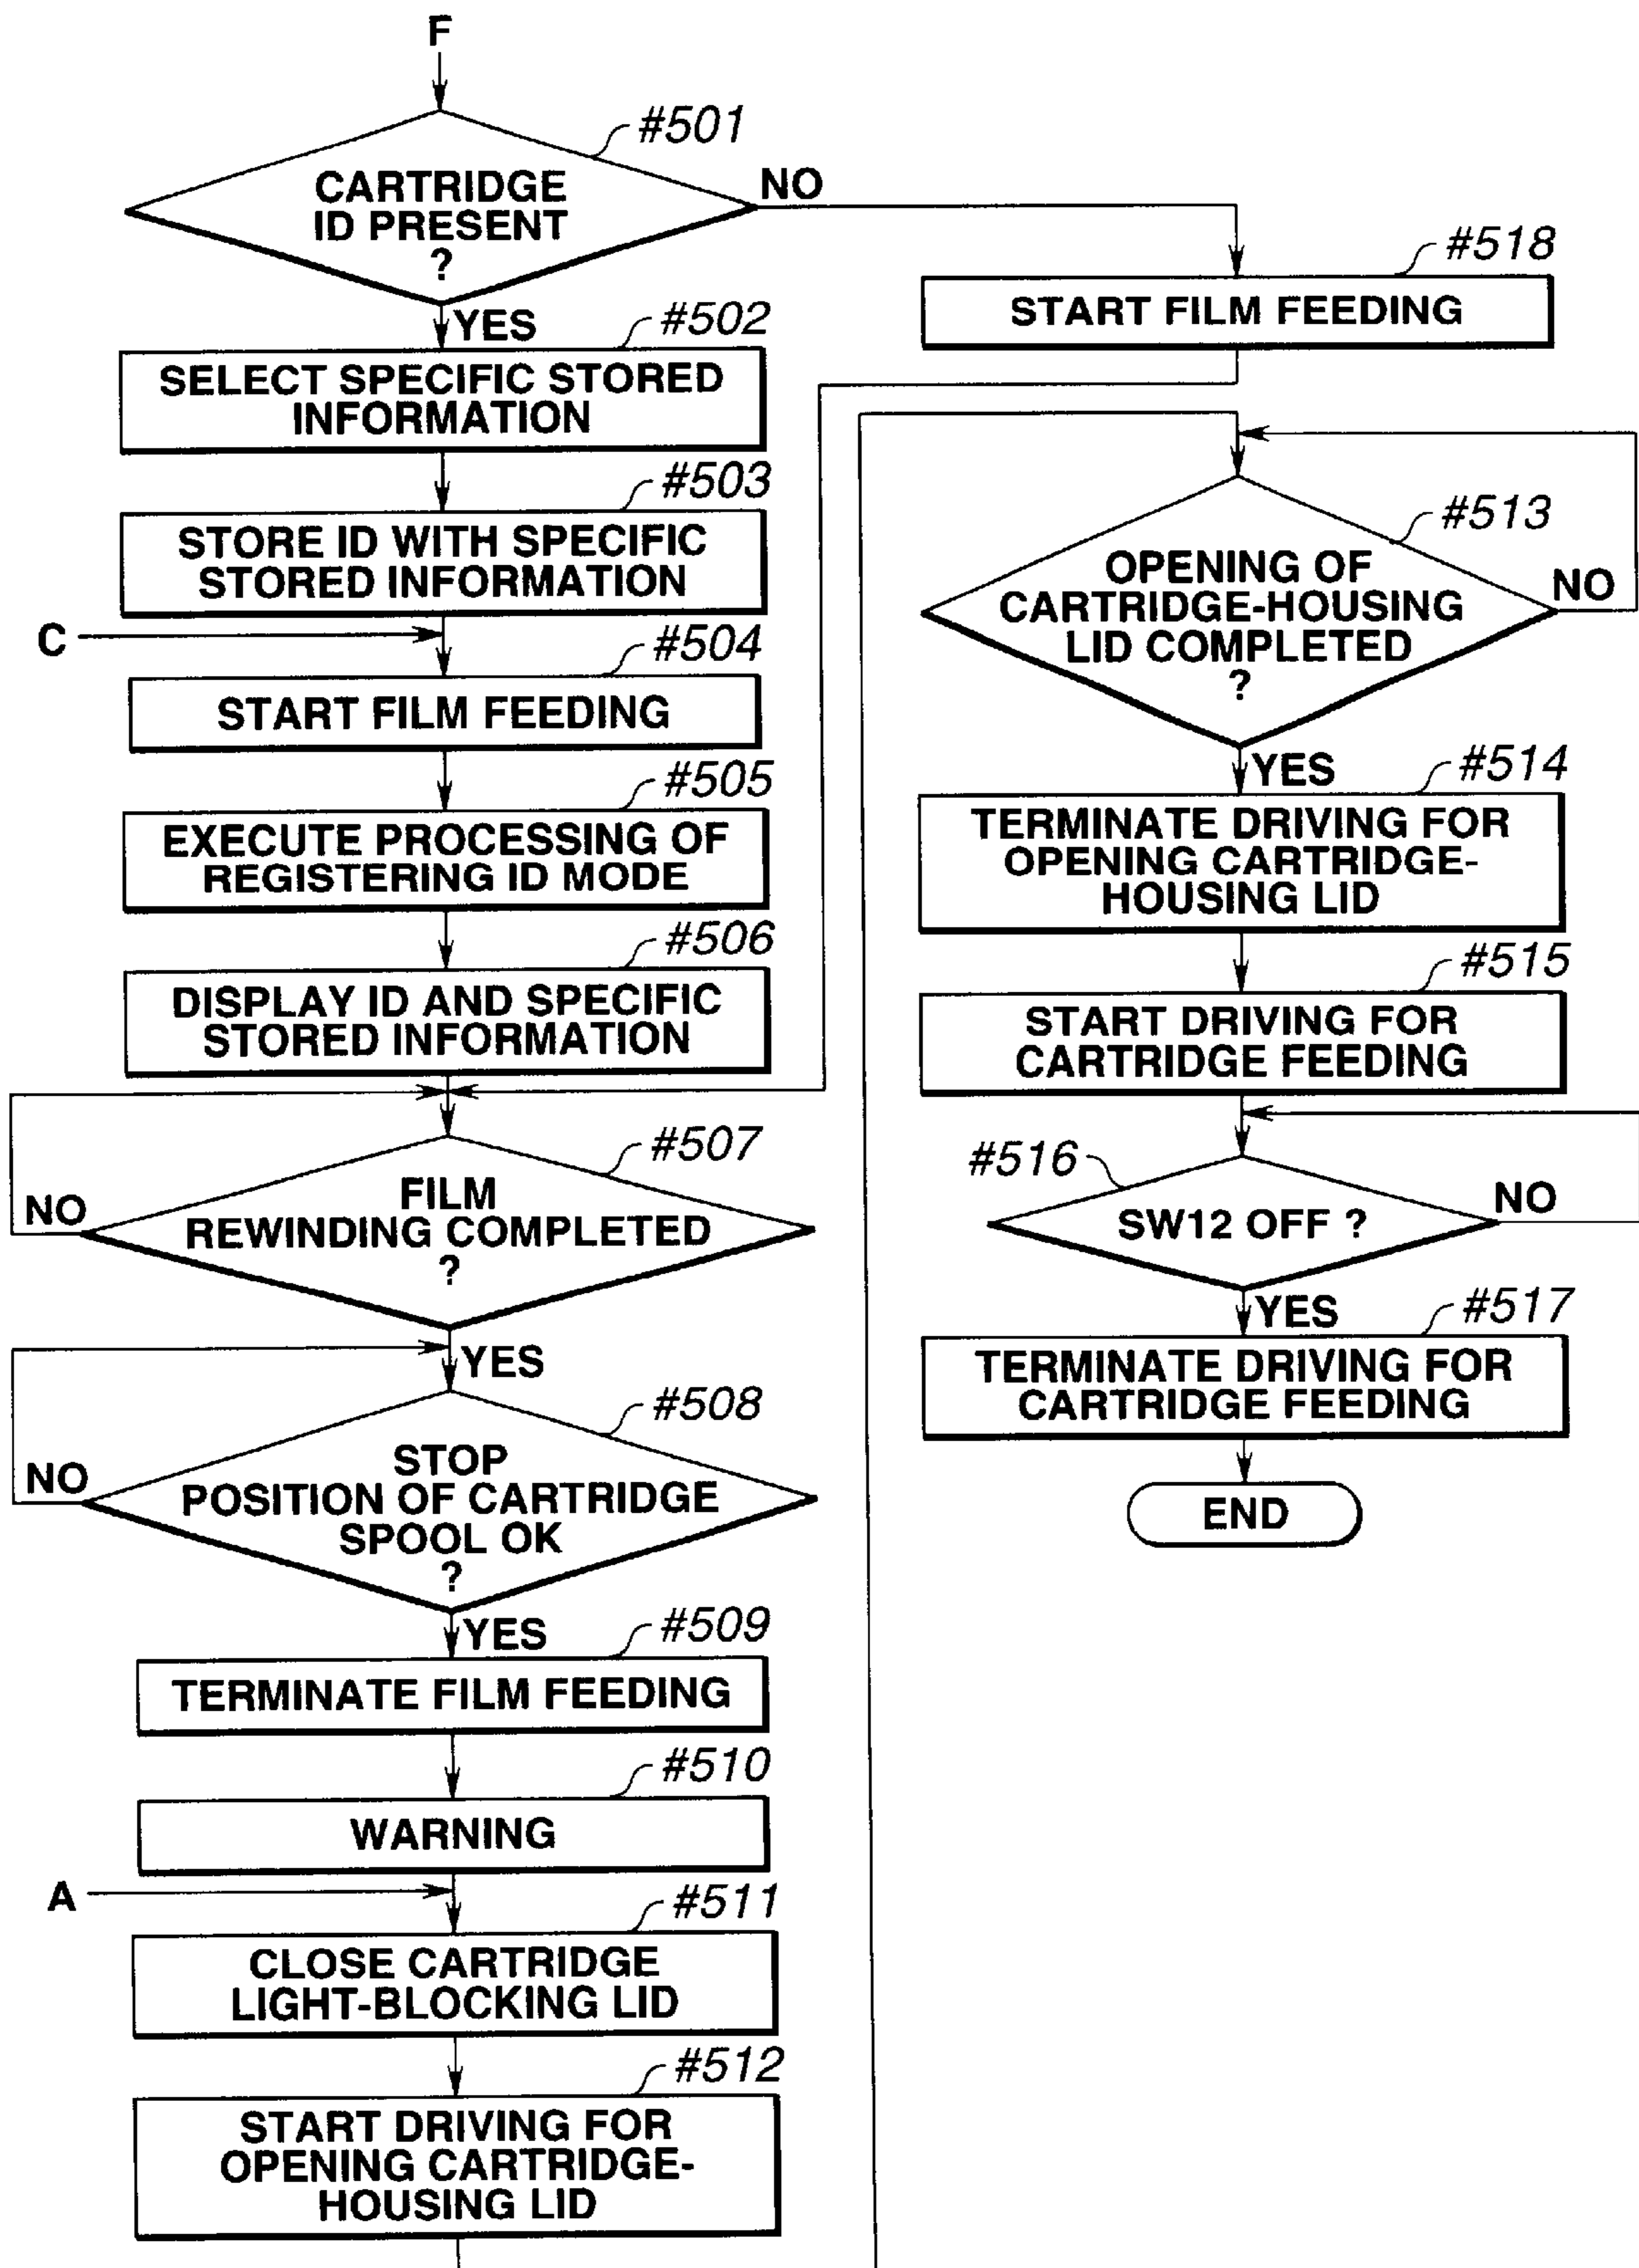 F
#501
CARTRIDGE
ID PRESENT
?
NO
YES
#502
SELECT SPECIFIC STORED
INFORMATION
#503
STORE ID WITH SPECIFIC
STORED INFORMATION
C
#504
START FILM FEEDING
#505
EXECUTE PROCESSING OF
REGISTERING ID MODE
#506
DISPLAY ID AND SPECIFIC
STORED INFORMATION
#507
FILM
REWINDING COMPLETED
?
NO
YES
#508
STOP
POSITION OF CARTRIDGE
SPOOL OK
?
NO
YES
#509
TERMINATE FILM FEEDING
#510
WARNING
A
#511
CLOSE CARTRIDGE
LIGHT-BLOCKING LID
#512
START DRIVING FOR
OPENING CARTRIDGE-
HOUSING LID
#518
START FILM FEEDING
#513
OPENING OF
CARTRIDGE-HOUSING
LID COMPLETED
?
NO
YES
#514
TERMINATE DRIVING FOR
OPENING CARTRIDGE-
HOUSING LID
#515
START DRIVING FOR
CARTRIDGE FEEDING
#516
SW12 OFF ?
NO
YES
#517
TERMINATE DRIVING FOR
CARTRIDGE FEEDING
END